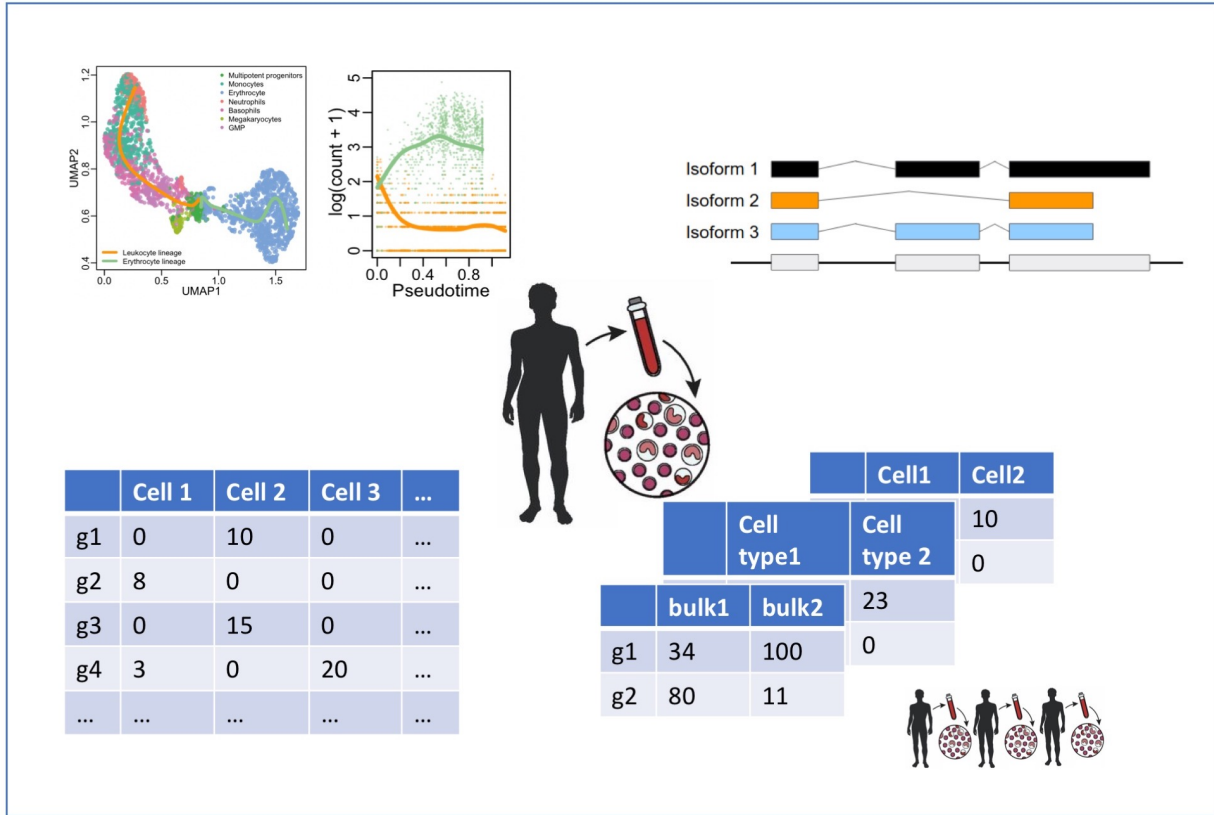 1.2
1.0
0.8
0.6
0.4
UMAP2
0.0
0.5
1.0
1.5
UMAP1
Multipotent progenitors
Monocytes
Erythrocyte
Neutrophils
Basophils
Megakaryocytes
GMP
Leukocyte lineage
Erythrocyte lineage
5
4
3
2
1
0
log(count + 1)
0.0 0.4 0.8
Pseudotime
Isoform 1
Isoform 2
Isoform 3
Cell 1 Cell 2 Cell 3 ...
g1 0 10 0 ...
g2 8 0 0 ...
g3 0 15 0 ...
g4 3 0 20 ...
... ... ... ... ...
Cell1 Cell2
10
0
Cell Cell
type1 type 2
23
0
bulk1 bulk2
g1 34 100
g2 80 11